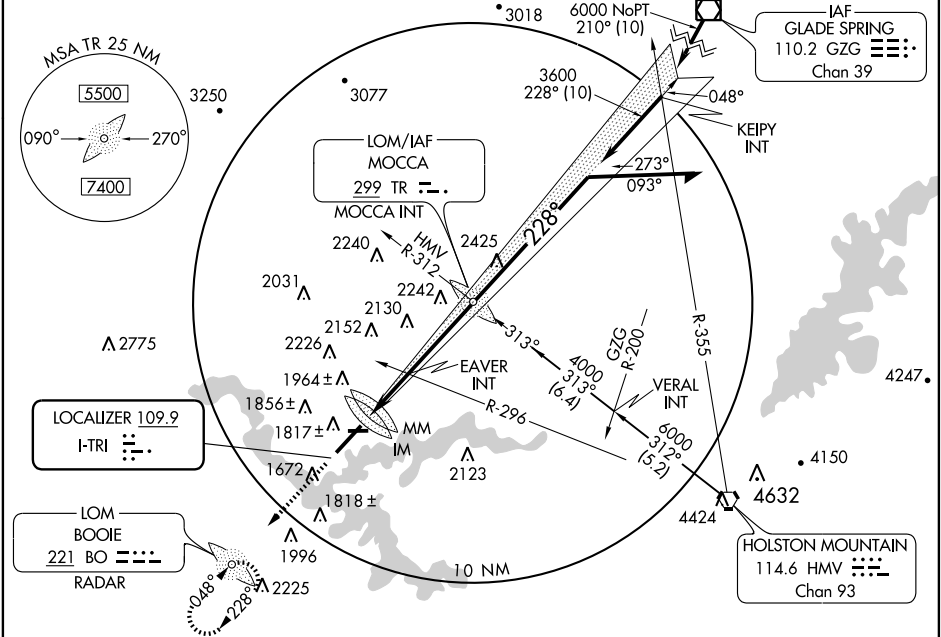 MSA TR 25 NM
5500
090°
270°
7400
3250
3018
3077
6000 NoPT
210° (10)
IAF
GLADE SPRING
110.2 GZG
Chan 39
3600
228° (10)
048°
KEIPY
INT
273°
093°
LOM/IAF
MOCCA
299 TR
MOCCA INT
228°
HMV
R-312
2240
2425
2031
2242
2130
2152
2226
2775
1964±
1856±
1817±
EAVER
INT
R-296
313°
4000
313°
(6.4)
GZG
R-200
VERAL
INT
R-355
6000
312°
(5.2)
4247
4150
4632
4424
LOCALIZER 109.9
I-TRI
MM
IM
1672
2123
1818 ±
1996
LOM
BOOIE
221 BO
RADAR
048°
228°
2225
10 NM
HOLSTON MOUNTAIN
114.6 HMV
Chan 93